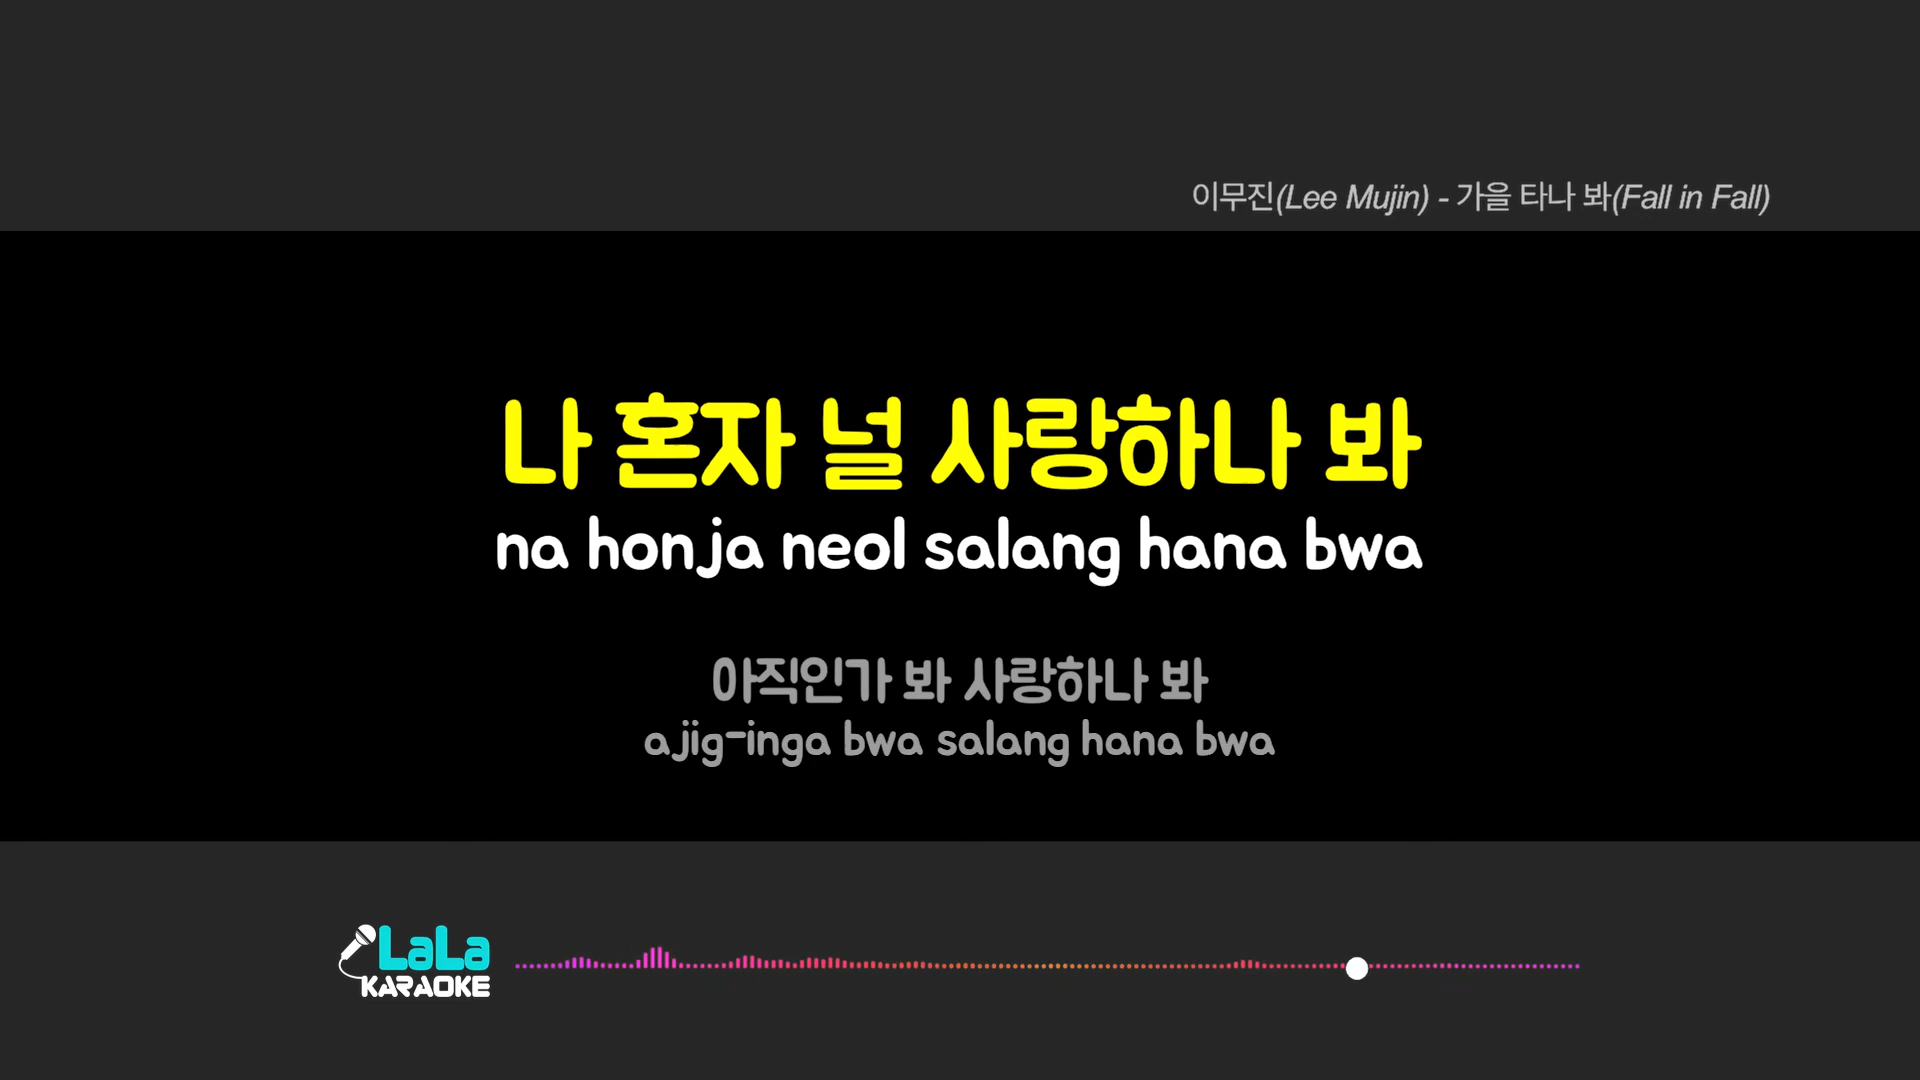 이무진(Lee Mujin) - 가을 타나 봐(Fall in Fall)
나 혼자 널 사랑하나 봐
na honja neol salang hana bwa
아직인가 봐 사랑하나 봐
ajig-inga bwa salang hana bwa
LaLa
KARAOKE